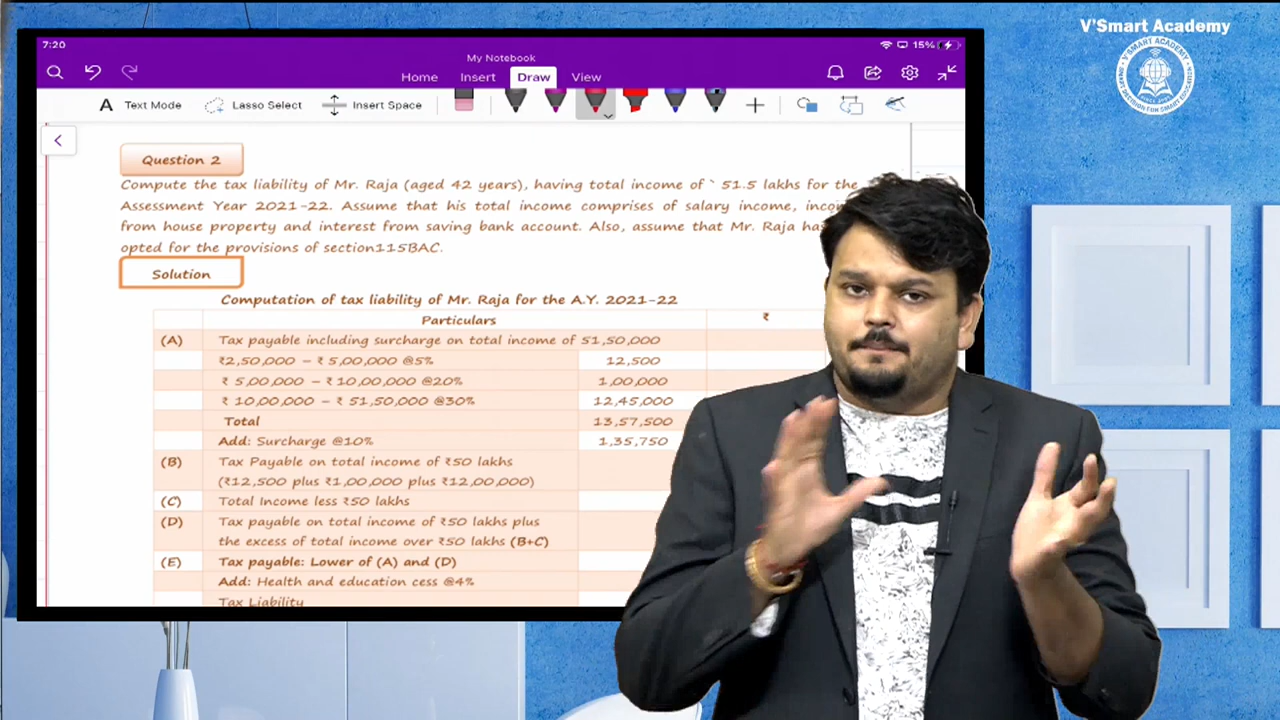 V'Smart Academy
7:20
15%
My Notebook
Home Insert Draw View
A Text Mode Lasso Select Insert Space
Question 2
Compute the tax liability of Mr. Raja (aged 42 years), having total income of ` 51.5 lakhs for the
Assessment Year 2021-22. Assume that his total income comprises of salary income,
from house property and interest from saving bank account. Also, assume that Mr. Raja has
opted for the provisions of section115BAC.
Solution
Computation of tax liability of Mr. Raja for the A.Y. 2021-22
Particulars ₹
(A) Tax payable including surcharge on total income of 51,50,000
₹2,50,000 – ₹ 5,00,000 @5% 12,500
₹ 5,00,000 – ₹ 10,00,000 @20% 1,00,000
₹ 10,00,000 – ₹ 51,50,000 @30% 12,45,000
Total 13,57,500
Add: Surcharge @10% 1,35,750
(B) Tax Payable on total income of ₹50 lakhs
(₹12,500 plus ₹1,00,000 plus ₹12,00,000)
(C) Total Income less ₹50 lakhs
(D) Tax payable on total income of ₹50 lakhs plus
the excess of total income over ₹50 lakhs (B+C)
(E) Tax payable: Lower of (A) and (D)
Add: Health and education cess @4%
Tax Liability